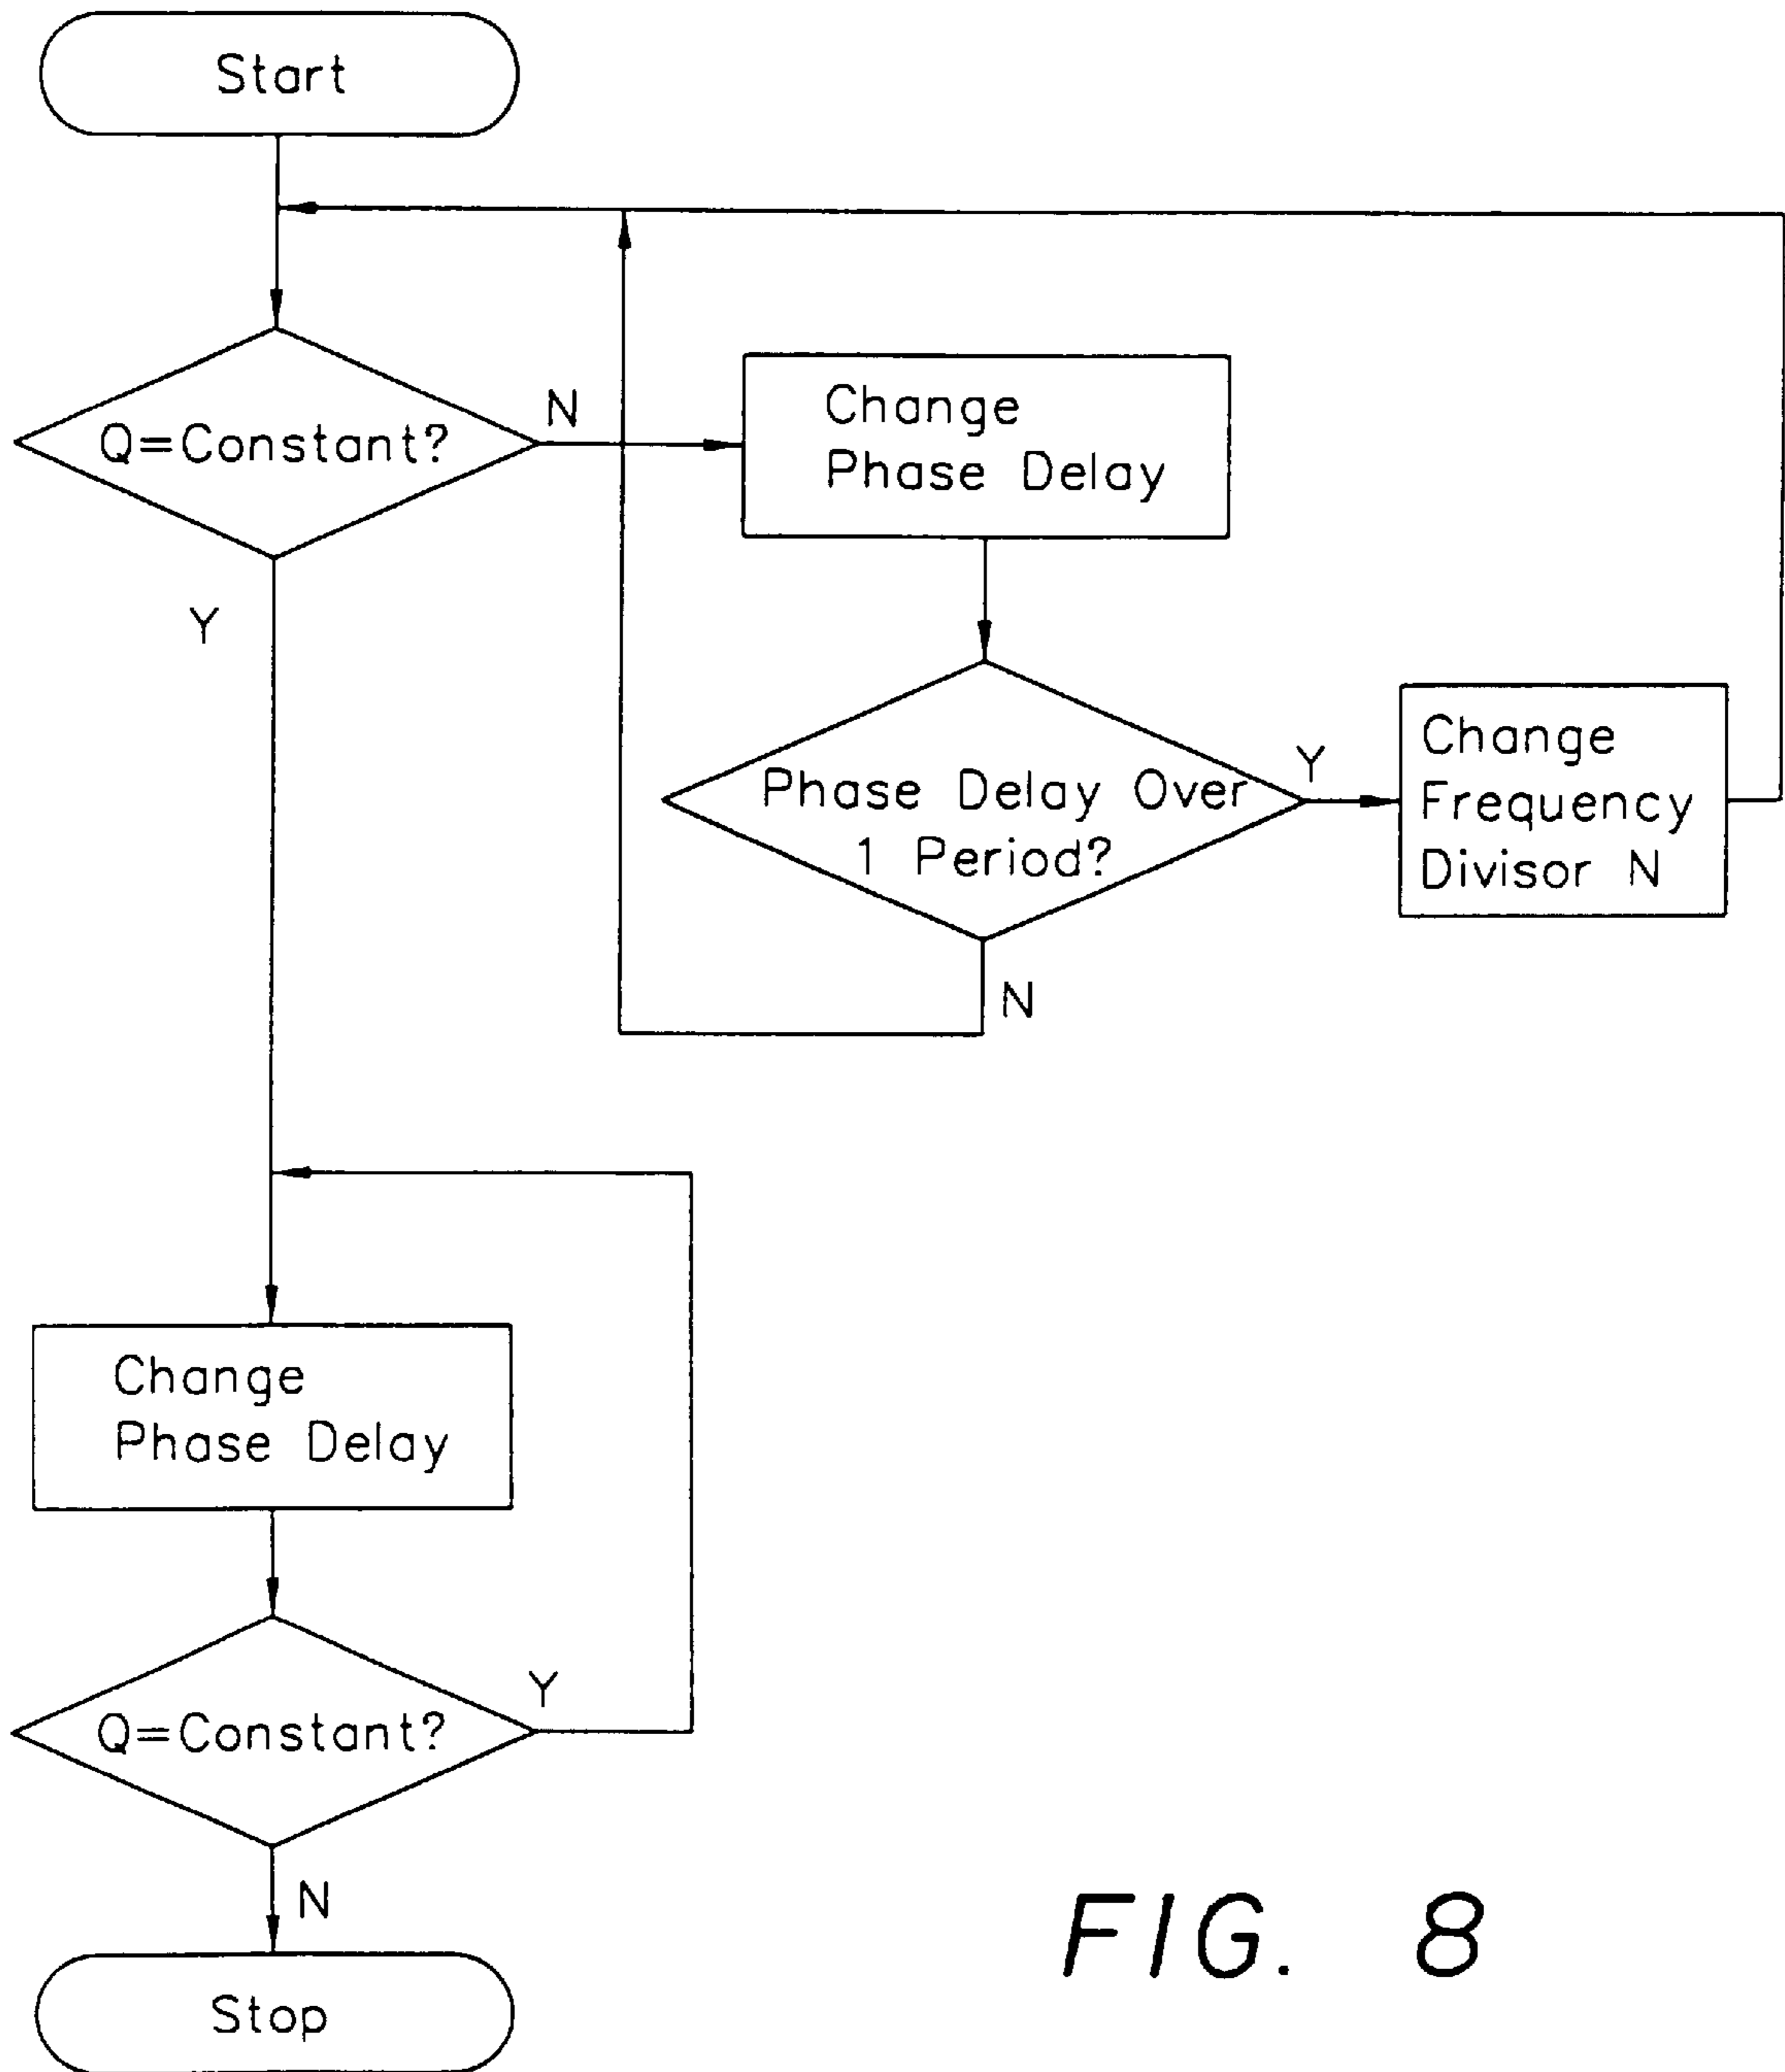 Start
Q=Constant?
N
Y
Change
Phase Delay
Phase Delay Over
1 Period?
Y
N
Change
Frequency
Divisor N
Change
Phase Delay
Q=Constant?
Y
N
Stop
FIG. 8